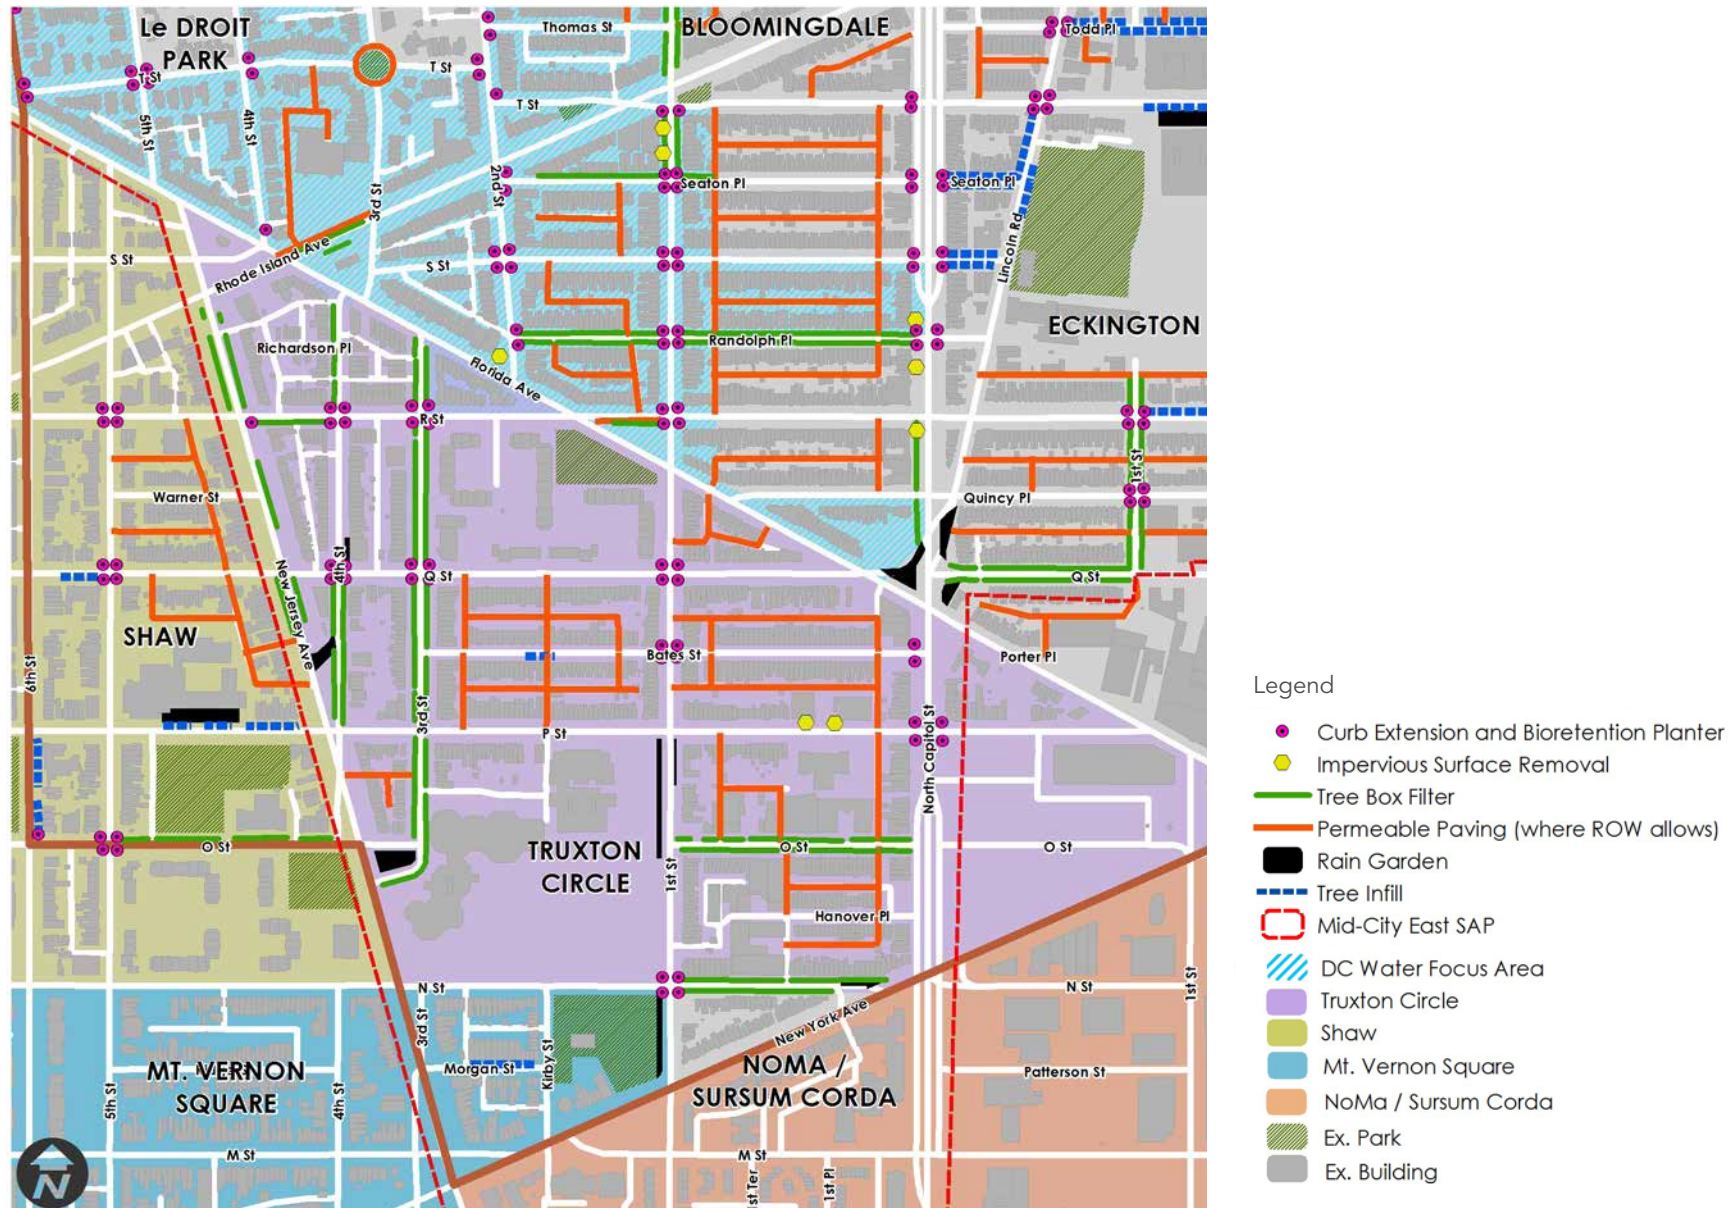 Le DROIT
PARK
BLOOMINGDALE
Thomas St
Todd Pl
T St
T St
T St
5th St
4th St
2nd St
3rd St
Seaton Pl
Seaton Pl
Lincoln Rd
S St
Rhode Island Ave
S St
ECKINGTON
Richardson Pl
Randolph Pl
Florida Ave
R St
1st St
Warner St
Quincy Pl
4th St
Q St
Q St
New Jersey Ave
SHAW
6th St
Bates St
Porter Pl
3rd St
P St
North Capitol St
O St
TRUXTON
CIRCLE
1st St
O St
O St
Hanover Pl
N St
N St
1st St
3rd St
New York Ave
MT. VERNON
SQUARE
Morgan St
Kirby St
NOMA /
SURSUM CORDA
Patterson St
5th St
4th St
M St
M St
1st Ter
1st Pl
N
Legend
Curb Extension and Bioretention Planter
Impervious Surface Removal
Tree Box Filter
Permeable Paving (where ROW allows)
Rain Garden
Tree Infill
Mid-City East SAP
DC Water Focus Area
Truxton Circle
Shaw
Mt. Vernon Square
NoMa / Sursum Corda
Ex. Park
Ex. Building